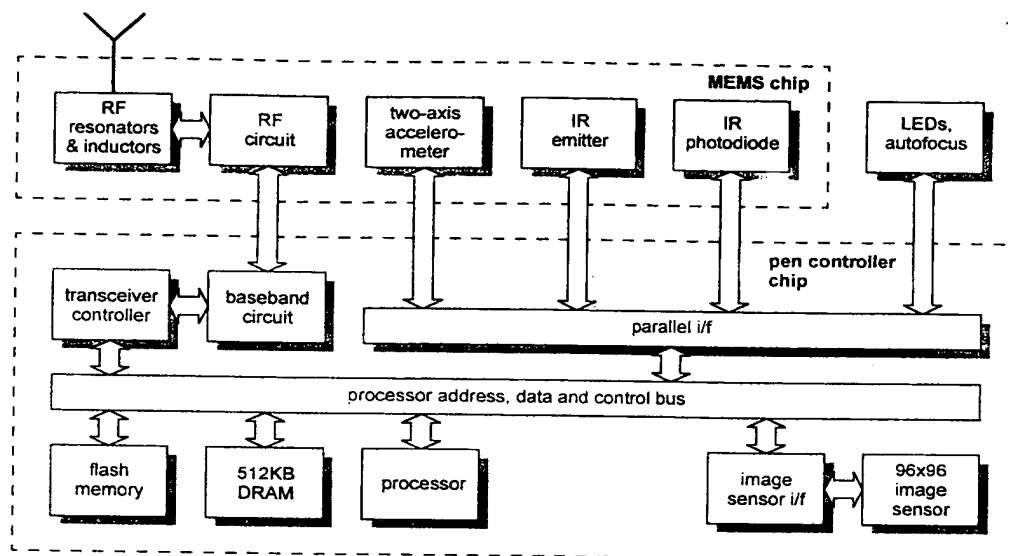 MEMS chip
RF
resonators
& inductors
RF
circuit
two-axis
accelero-
meter
IR
emitter
IR
photodiode
LEDs,
autofocus
pen controller
chip
transceiver
controller
baseband
circuit
parallel i/f
processor address, data and control bus
flash
memory
512KB
DRAM
processor
image
sensor i/f
96x96
image
sensor